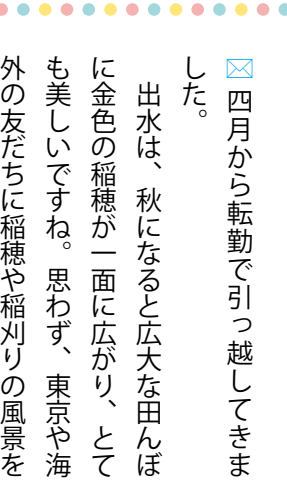 ✉四月から転勤で引っ越してきま
した。
出水は、秋になると広大な田んぼ
に金色の稲穂が一面に広がり、とて
も美しいですね。思わず、東京や海
外の友だちに稲穂や稲刈りの風景を